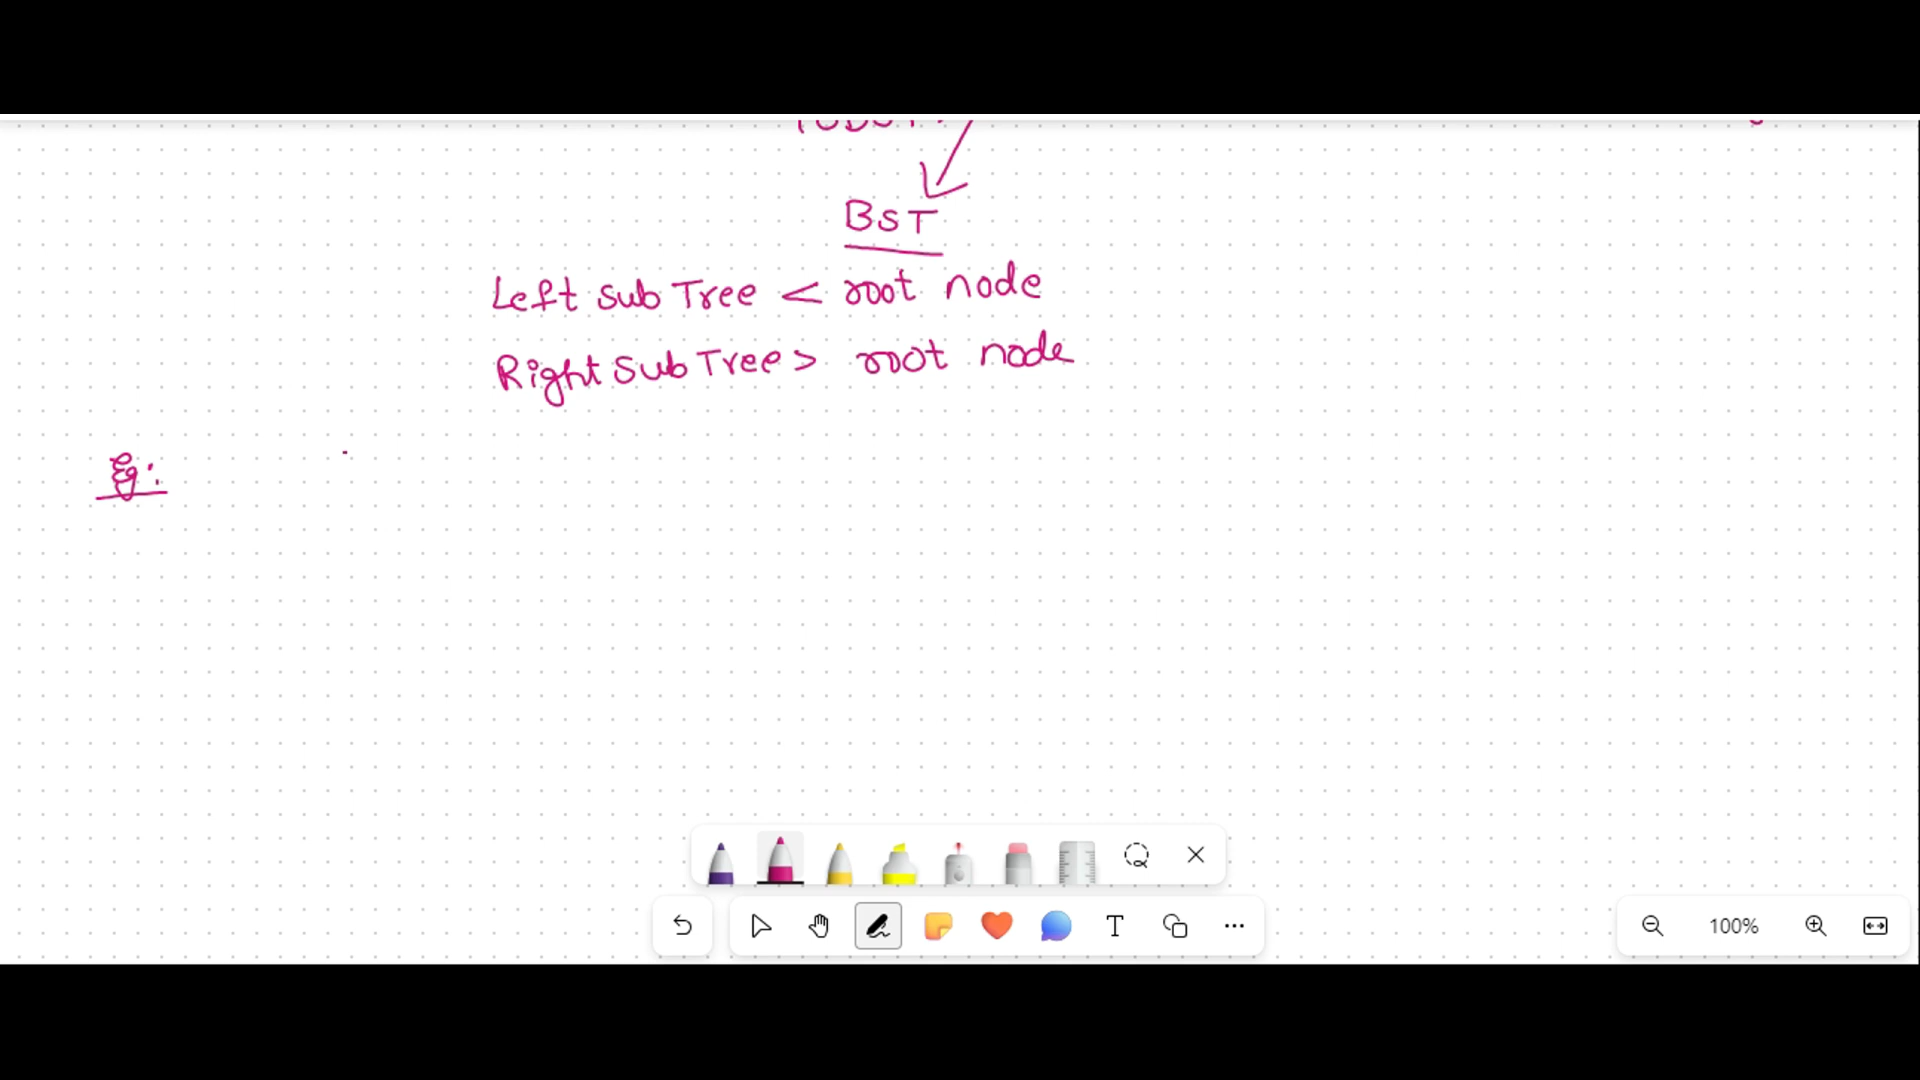 BST
Left sub Tree < root node
Right Sub Tree > root node
Eg:
100%